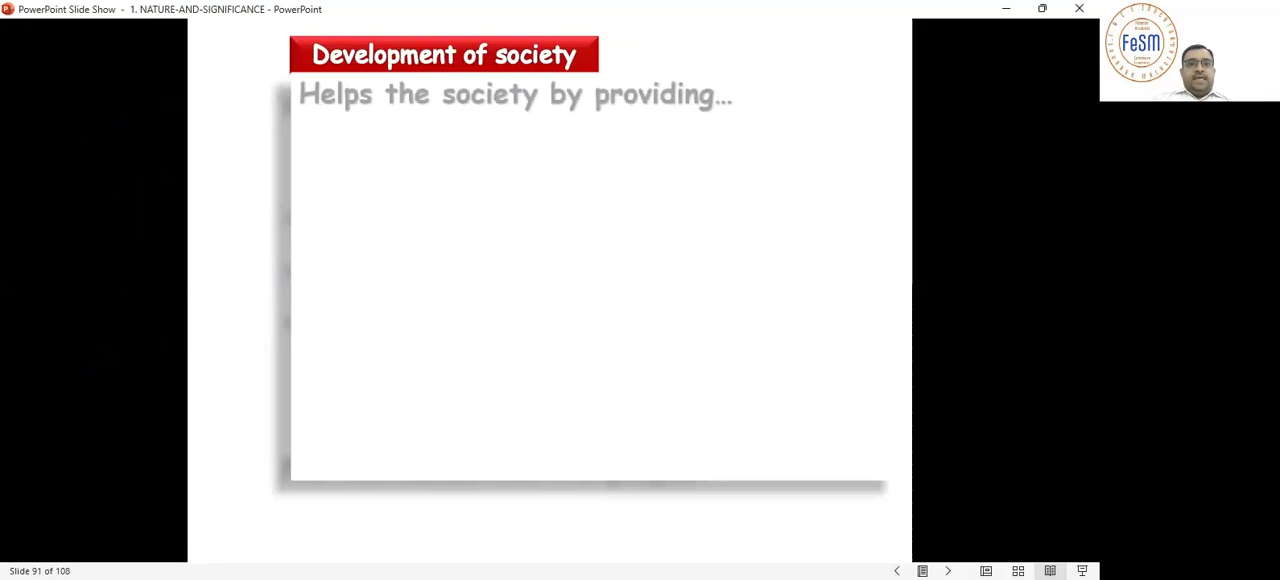 PowerPoint Slide Show - 1. NATURE-AND-SIGNIFICANCE - PowerPoint
Development of society
Helps the society by providing...
FeSM
Slide 91 of 108